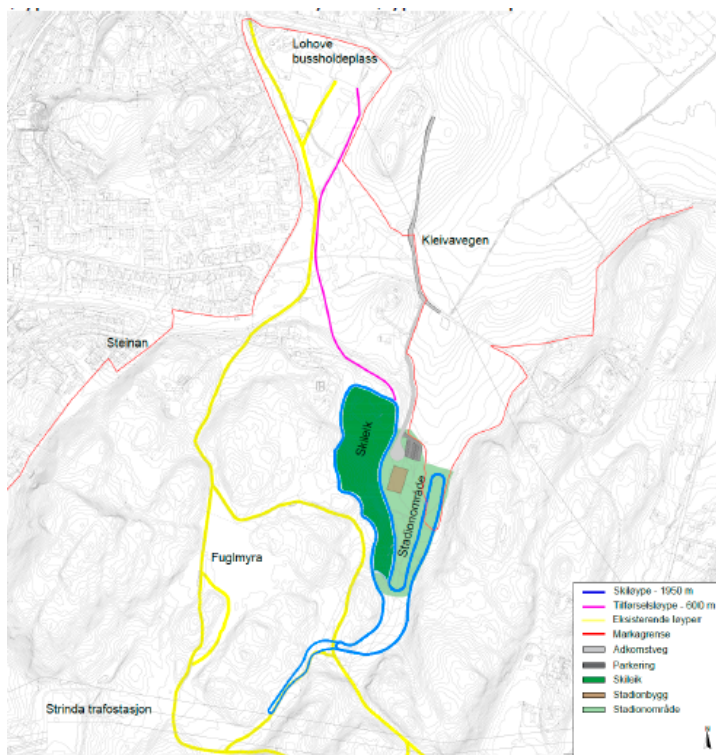 Lohove
bussholdeplass
Kleivavegen
Steinan
Skileik
Stadionområde
Fuglmyra
Strinda trafostasjon
Skiløype - 1950 m
Tilførselsløype - 600 m
Eksisterende løyper
Markagrense
Adkomstveg
Parkering
Skileik
Stadionbygg
Stadionområde
N